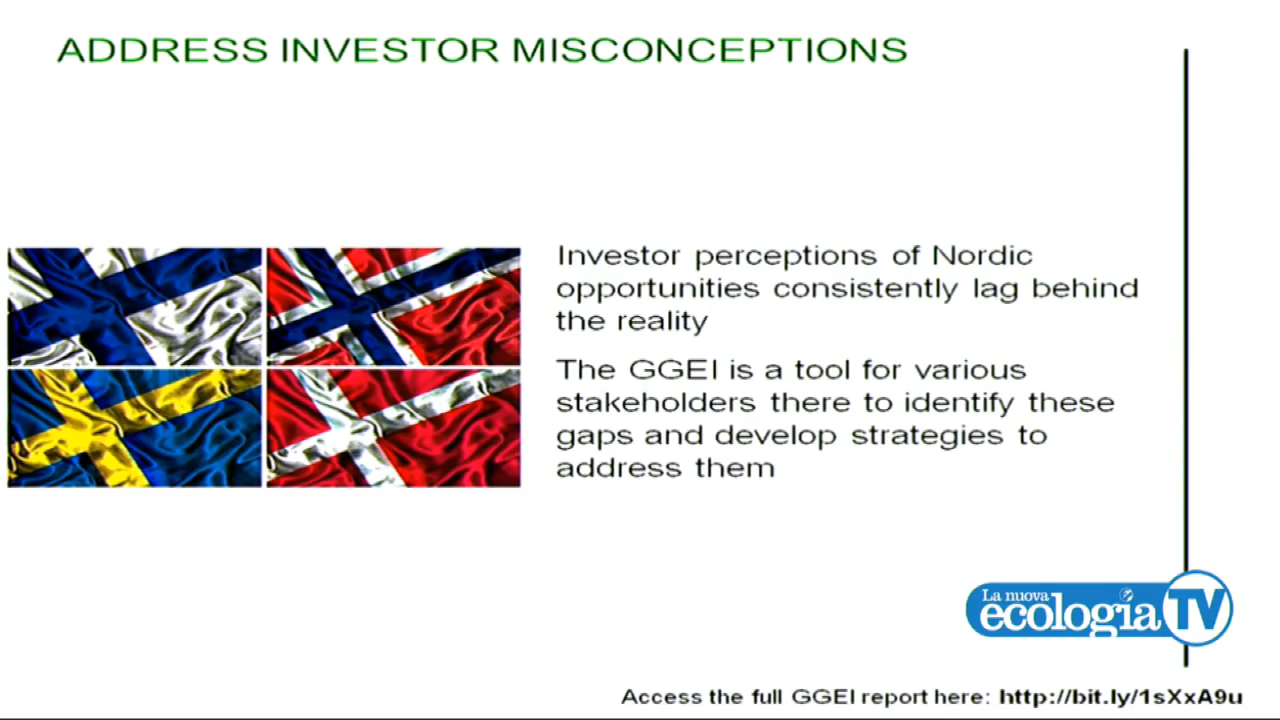 ADDRESS INVESTOR MISCONCEPTIONS
Investor perceptions of Nordic
opportunities consistently lag behind
the reality
The GGEI is a tool for various
stakeholders there to identify these
gaps and develop strategies to
address them
La nuova
ecologia TV
Access the full GGEI report here: http://bit.ly/1sXxA9u